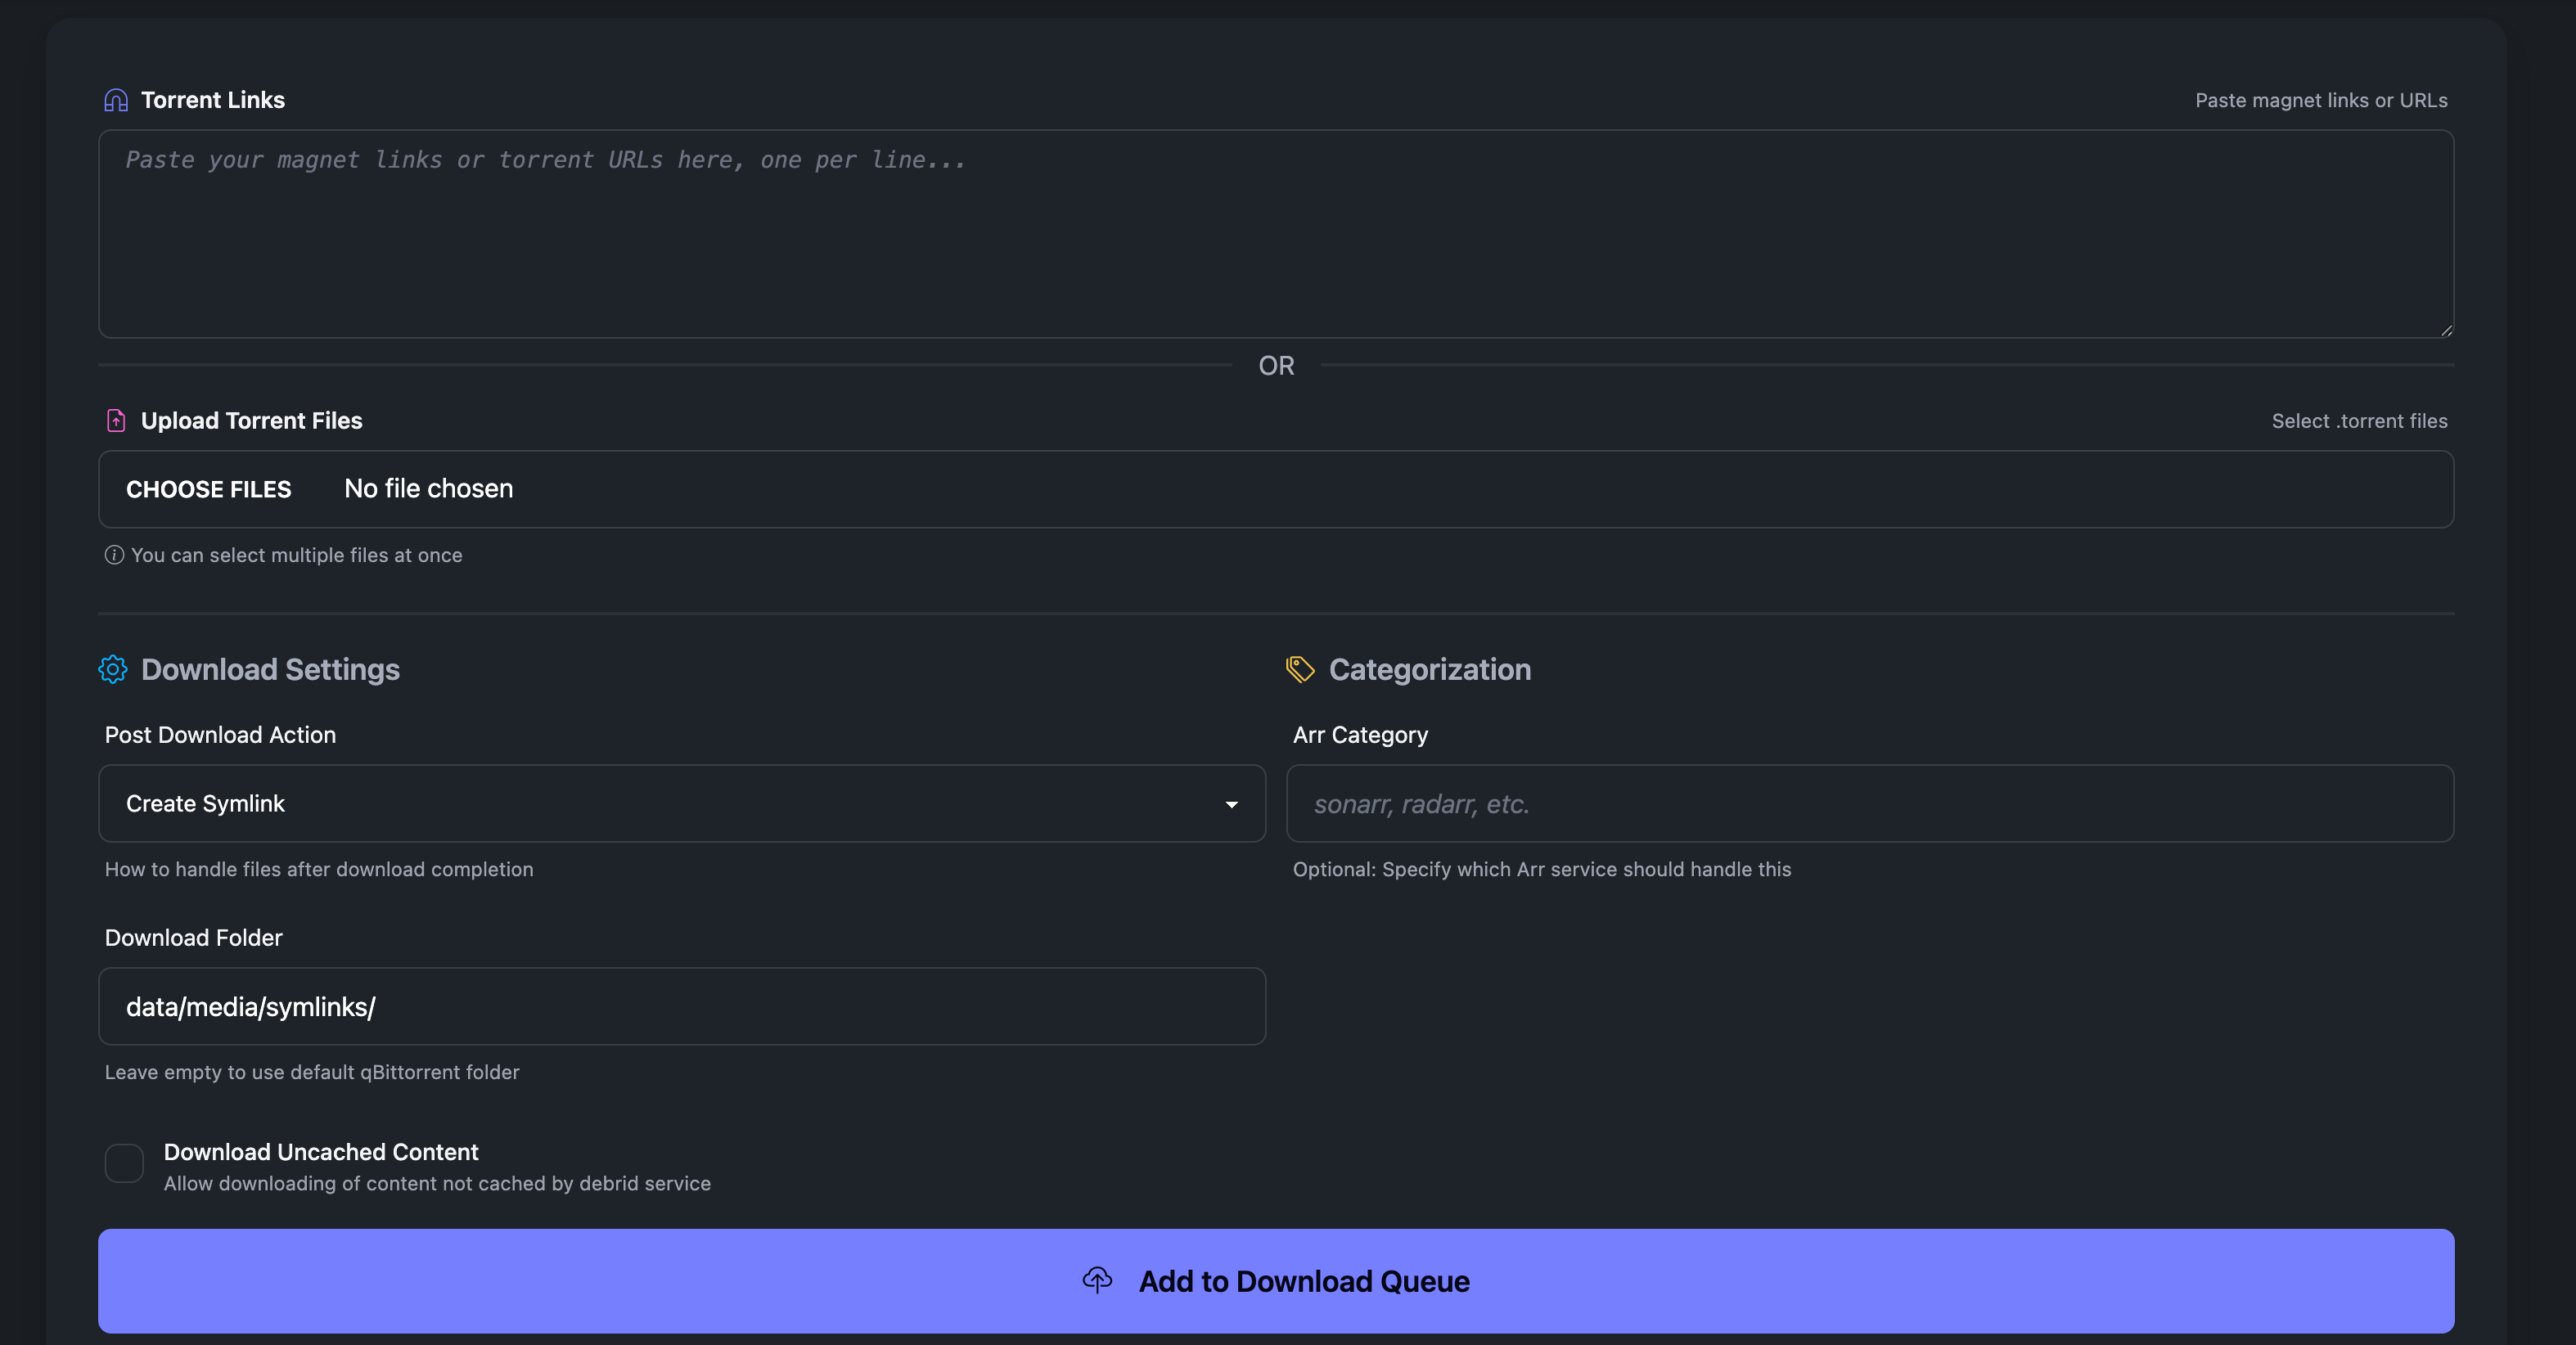 Torrent Links
Paste magnet links or URLs
Paste your magnet links or torrent URLs here, one per line...
OR
Upload Torrent Files
Select .torrent files
CHOOSE FILES No file chosen
You can select multiple files at once
Download Settings
Post Download Action
Create Symlink
How to handle files after download completion
Download Folder
data/media/symlinks/
Leave empty to use default qBittorrent folder
Download Uncached Content
Allow downloading of content not cached by debrid service
Categorization
Arr Category
sonarr, radarr, etc.
Optional: Specify which Arr service should handle this
Add to Download Queue